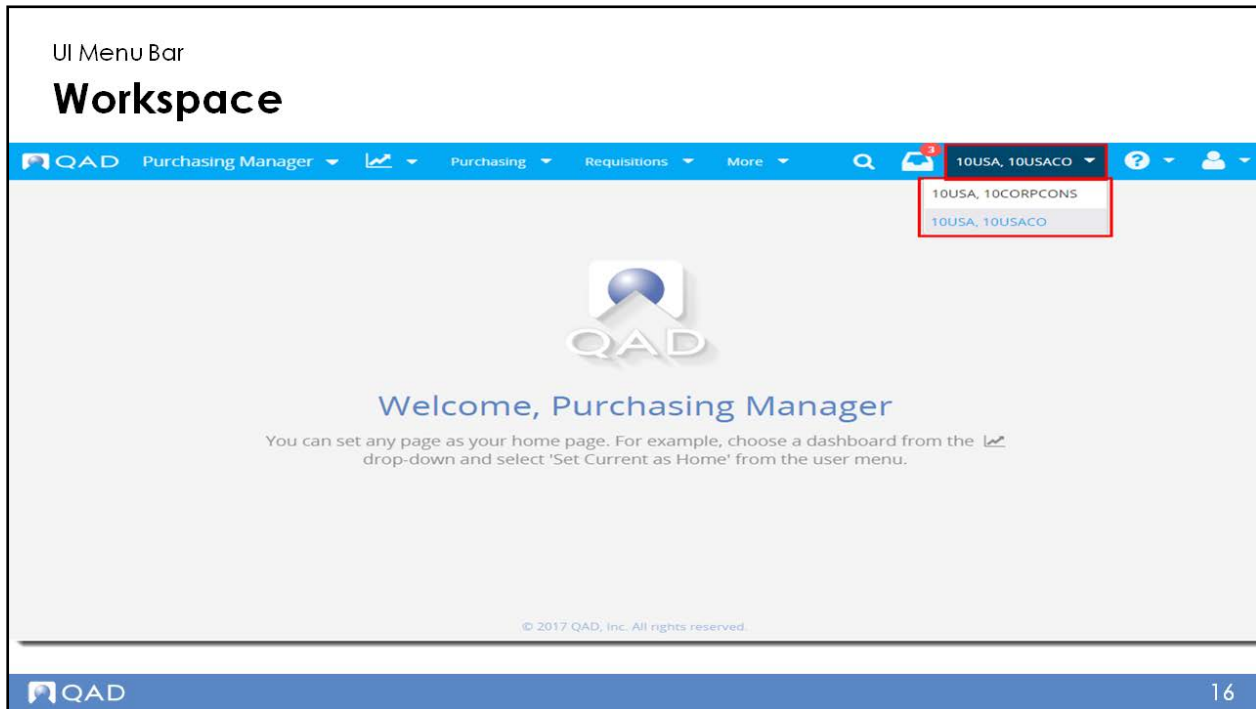 UI Menu Bar
Workspace
QAD Purchasing Manager Purchasing Requisitions More 3 10USA, 10USACO ?
10USA, 10CORPCONS
10USA, 10USACO
QAD
Welcome, Purchasing Manager
You can set any page as your home page. For example, choose a dashboard from the
drop-down and select 'Set Current as Home' from the user menu.
© 2017 QAD, Inc. All rights reserved.
QAD 16